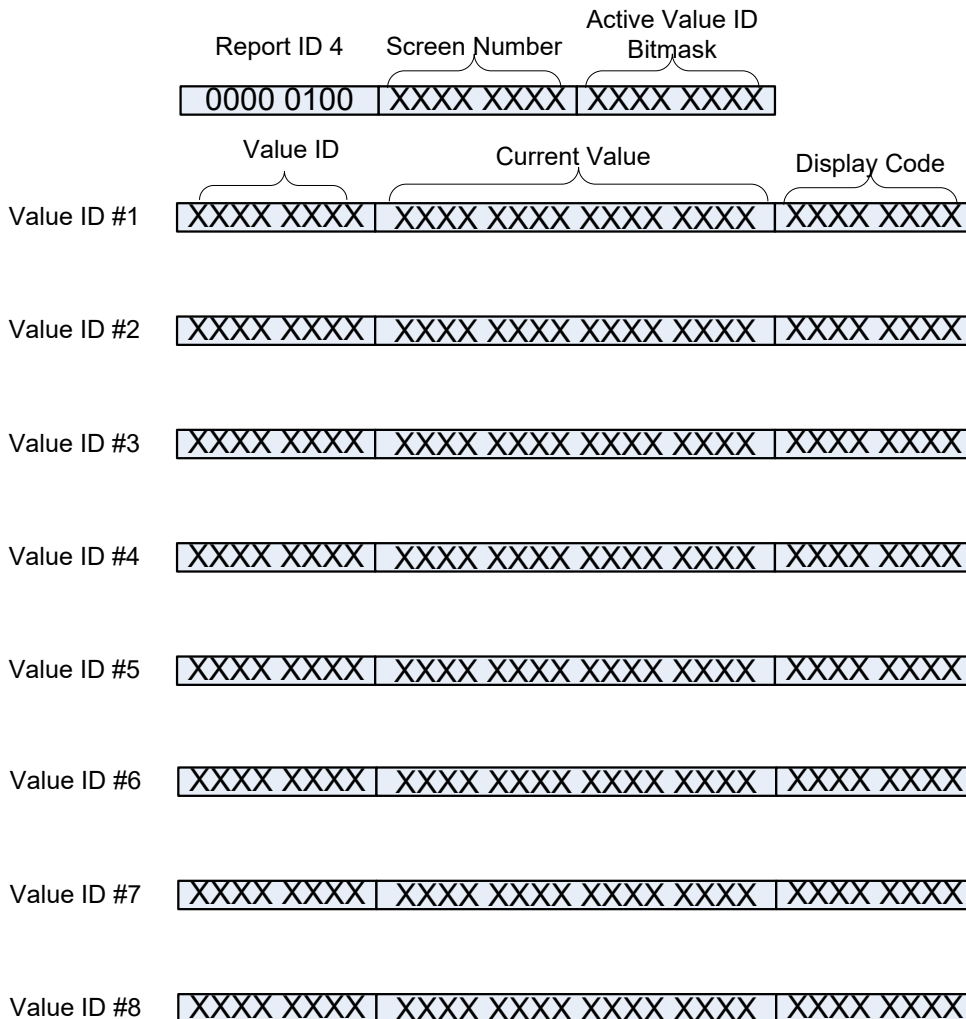 Report ID 4 Screen Number Active Value ID
Bitmask
0000 0100 XXXX XXXX XXXX XXXX
Value ID Current Value Display Code
Value ID #1 XXXX XXXX XXXX XXXX XXXX XXXX XXXX XXXX
Value ID #2 XXXX XXXX XXXX XXXX XXXX XXXX XXXX XXXX
Value ID #3 XXXX XXXX XXXX XXXX XXXX XXXX XXXX XXXX
Value ID #4 XXXX XXXX XXXX XXXX XXXX XXXX XXXX XXXX
Value ID #5 XXXX XXXX XXXX XXXX XXXX XXXX XXXX XXXX
Value ID #6 XXXX XXXX XXXX XXXX XXXX XXXX XXXX XXXX
Value ID #7 XXXX XXXX XXXX XXXX XXXX XXXX XXXX XXXX
Value ID #8 XXXX XXXX XXXX XXXX XXXX XXXX XXXX XXXX